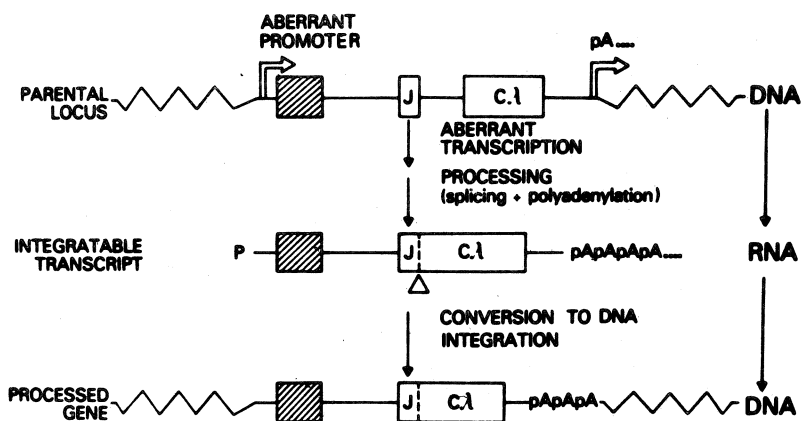 ABERRANT
PROMOTER
pA....
PARENTAL
LOCUS
J
C.λ
DNA
ABERRANT
TRANSCRIPTION
PROCESSING
(splicing + polyadenylation)
INTEGRATABLE
TRANSCRIPT
P
J
C.λ
pApApApA....
RNA
CONVERSION TO DNA
INTEGRATION
PROCESSED
GENE
J
Cλ
pApApA
DNA